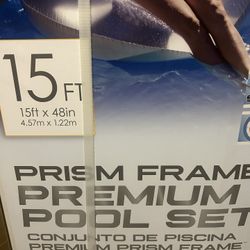 15 FT
15ft x 48in
4.57m x 1.22m
PRISM FRAME
PREMIUM
POOL SET
CONJUNTO DE PISCINA
PREMIUM PRISM FRAME